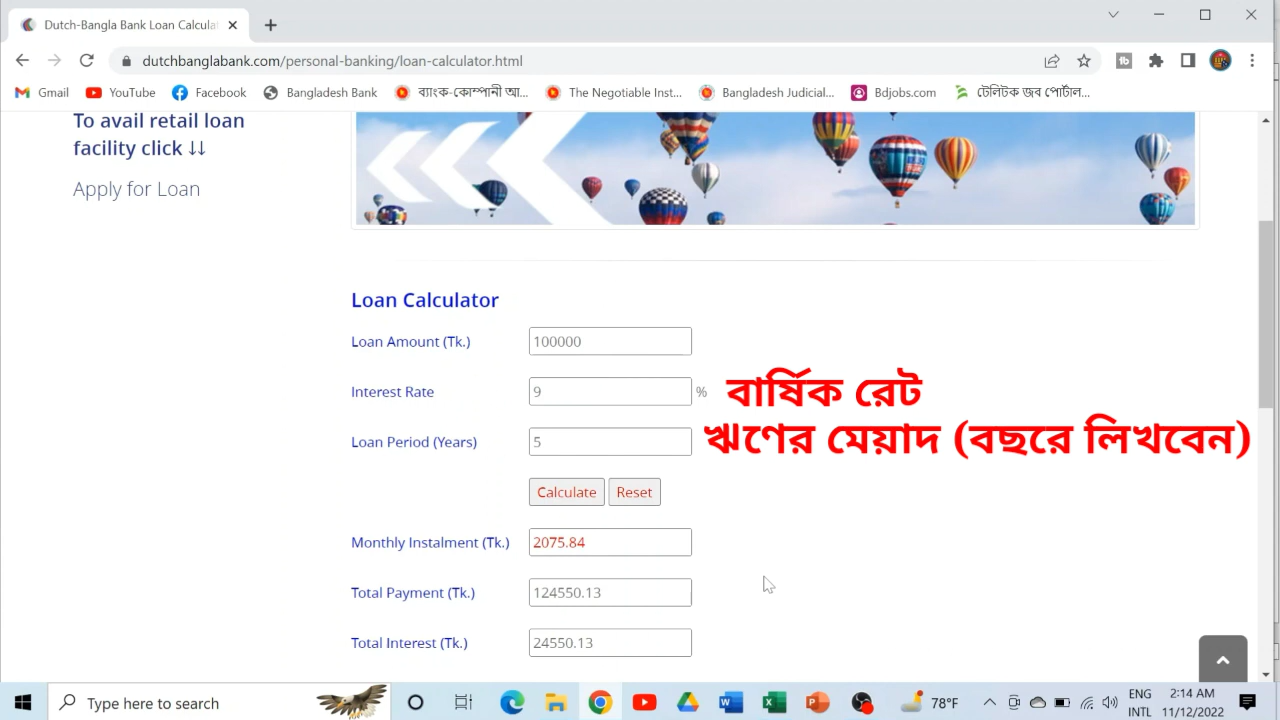 Dutch-Bangla Bank Loan Calcula
dutchbanglabank.com/personal-banking/loan-calculator.html
Gmail YouTube Facebook Bangladesh Bank ব্যাংক-কোম্পানী আ... The Negotiable Inst... Bangladesh Judicial... Bdjobs.com টেলিটক জব পোর্টাল...
To avail retail loan
facility click ↓↓
Apply for Loan
Loan Calculator
Loan Amount (Tk.) 100000
Interest Rate 9 % বার্ষিক রেট
Loan Period (Years) 5 ঋণের মেয়াদ (বছরে লিখবেন)
Calculate Reset
Monthly Instalment (Tk.) 2075.84
Total Payment (Tk.) 124550.13
Total Interest (Tk.) 24550.13
Type here to search 78°F ENG 2:14 AM
INTL 11/12/2022